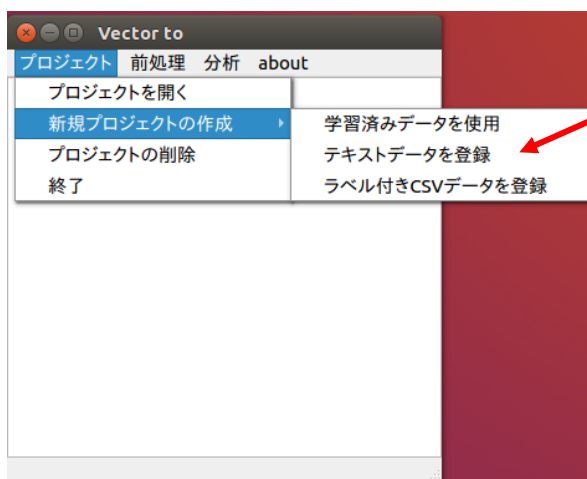 Vector to
プロジェクト 前処理 分析 about
プロジェクトを開く
新規プロジェクトの作成
学習済みデータを使用
プロジェクトの削除
テキストデータを登録
終了
ラベル付きCSVデータを登録